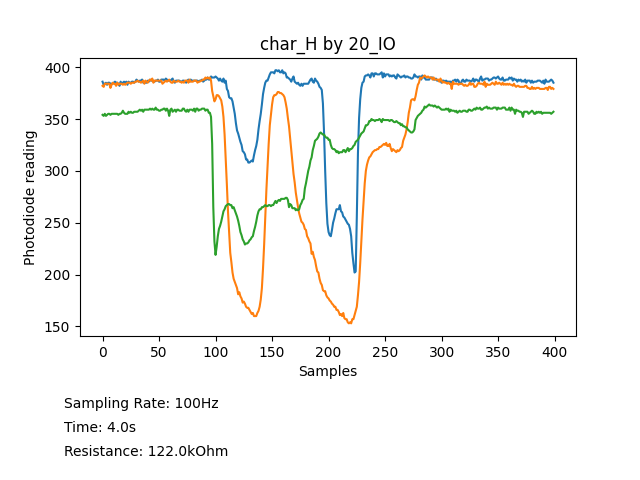 char_H by 20_IO
400
350
300
250
200
150
Photodiode reading
0 50 100 150 200 250 300 350 400
Samples
Sampling Rate: 100Hz
Time: 4.0s
Resistance: 122.0kOhm